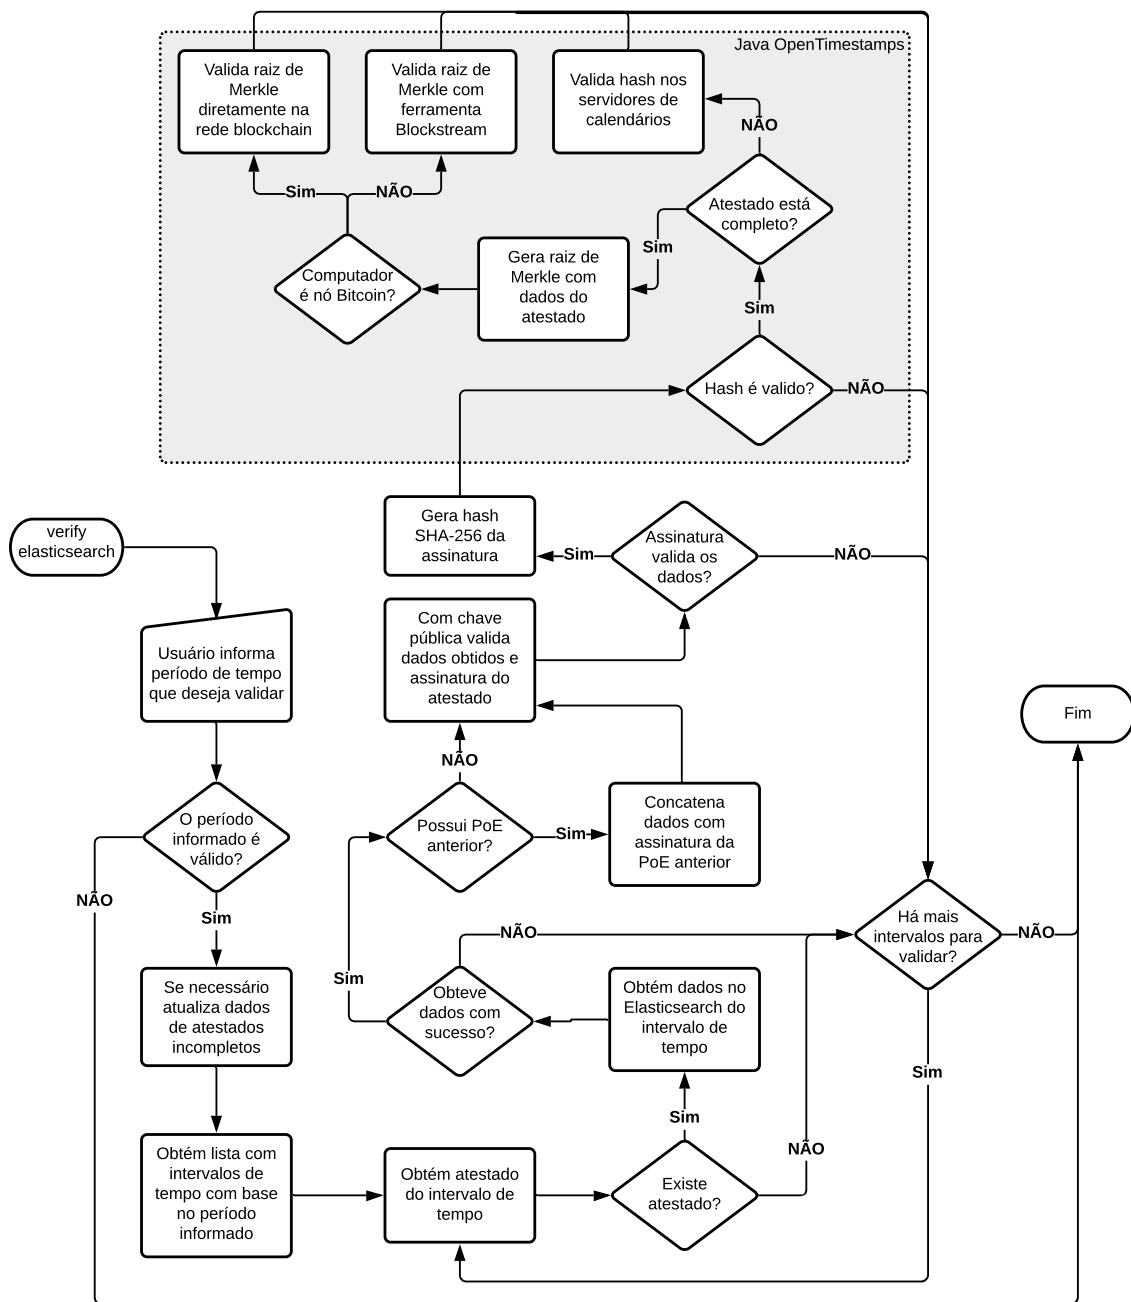 Java OpenTimestamps
Valida raiz de
Merkle
diretamente na
rede blockchain
Valida raiz de
Merkle com
ferramenta
Blockstream
Valida hash nos
servidores de
calendários
NÃO
Sim
NÃO
Atestado está
completo?
Sim
Computador
é nó Bitcoin?
Gera raiz de
Merkle com
dados do
atestado
Sim
Hash é valido?
NÃO
verify
elasticsearch
Gera hash
SHA-256 da
assinatura
Sim
Assinatura
valida os
dados?
NÃO
Usuário informa
período de tempo
que deseja validar
Com chave
pública valida
dados obtidos e
assinatura do
atestado
Fim
NÃO
O período
informado é
válido?
Possui PoE
anterior?
Sim
Concatena
dados com
assinatura da
PoE anterior
NÃO
Sim
Há mais
intervalos para
validar?
NÃO
NÃO
Sim
Se necessário
atualiza dados
de atestados
incompletos
Obteve
dados com
sucesso?
Obtém dados no
Elasticsearch do
intervalo de
tempo
Sim
Sim
NÃO
Obtém lista com
intervalos de
tempo com base
no período
informado
Obtém atestado
do intervalo de
tempo
Existe
atestado?